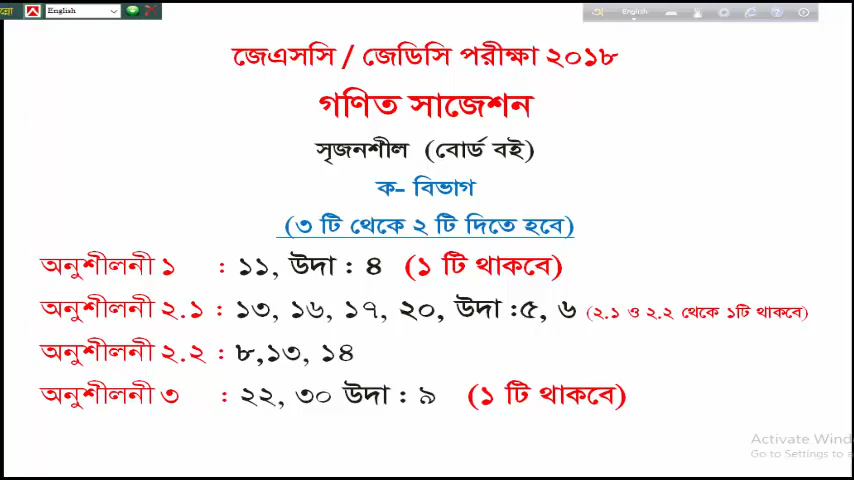 English
English
জেএসসি / জেডিসি পরীক্ষা ২০১৮
গণিত সাজেশন
সৃজনশীল (বোর্ড বই)
ক- বিভাগ
(৩ টি থেকে ২ টি দিতে হবে)
অনুশীলনী ১ : ১১, উদা : ৪ (১ টি থাকবে)
অনুশীলনী ২.১ : ১৩, ১৬, ১৭, ২০, উদা :৫, ৬ (২.১ ও ২.২ থেকে ১টি থাকবে)
অনুশীলনী ২.২ : ৮,১৩, ১৪
অনুশীলনী ৩ : ২২, ৩০ উদা : ৯ (১ টি থাকবে)
Activate Wind
Go to Settings to a